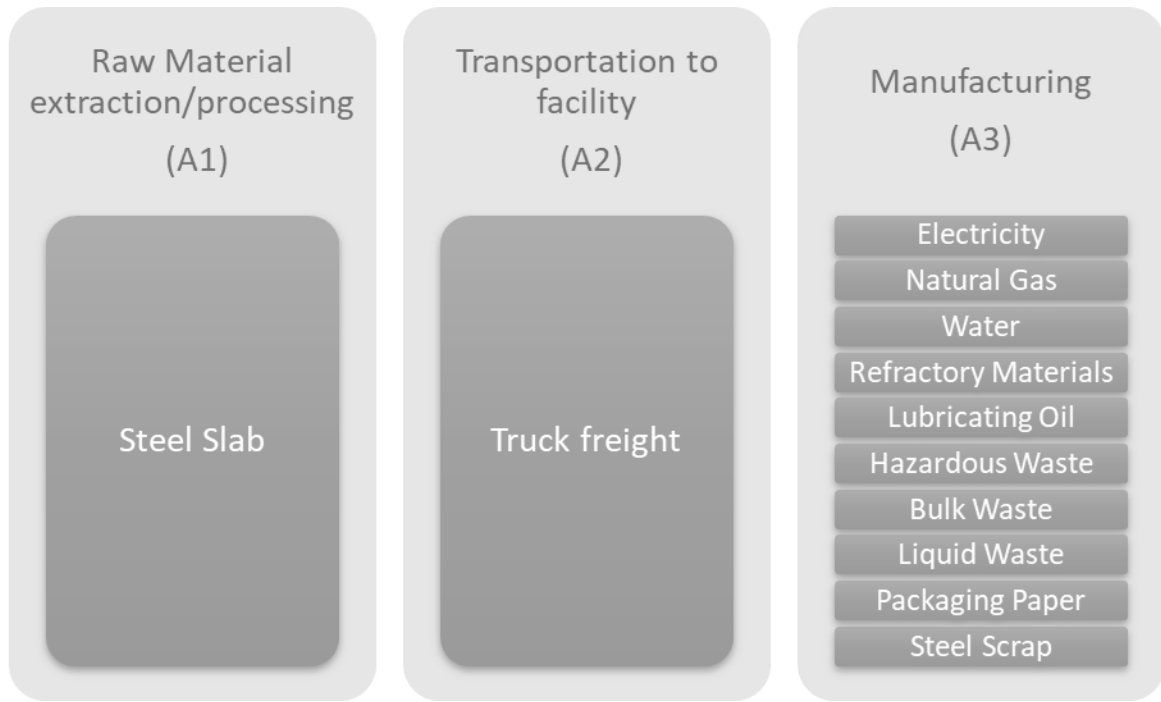 Raw Material
extraction/processing
(A1)
Steel Slab
Transportation to
facility
(A2)
Truck freight
Manufacturing
(A3)
Electricity
Natural Gas
Water
Refractory Materials
Lubricating Oil
Hazardous Waste
Bulk Waste
Liquid Waste
Packaging Paper
Steel Scrap